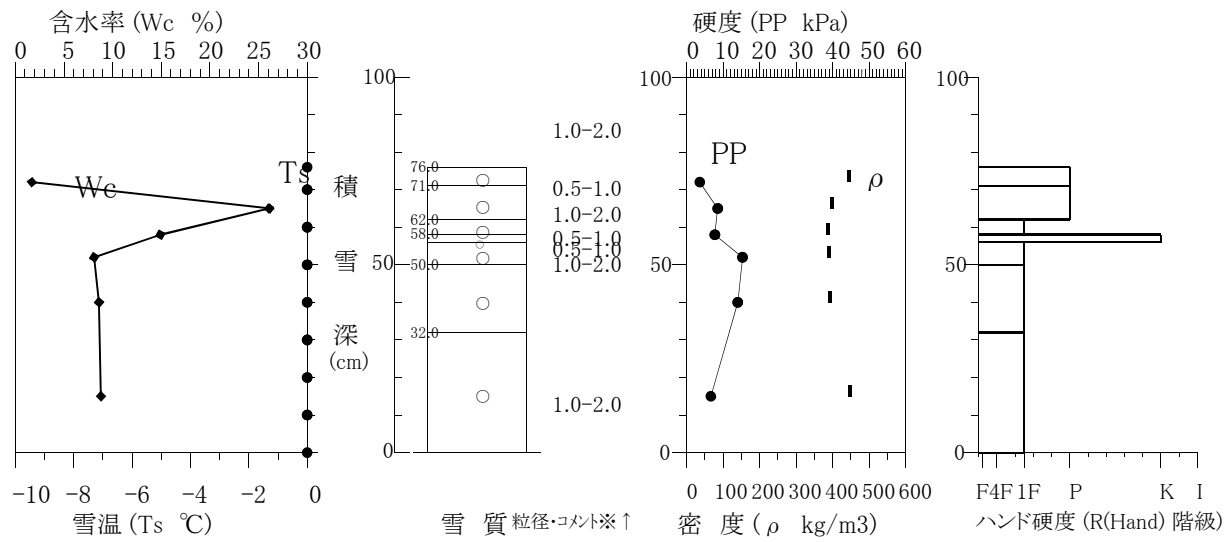 含水率 (Wc %)
0 5 10 15 20 25 30
Wc
Ts
-10 -8 -6 -4 -2 0
雪温 (Ts ℃)
積
雪
深
(cm)
100
50
0
76.0
71.0
62.0
58.0
50.0
32.0
1.0-2.0
0.5-1.0
1.0-2.0
0.5-1.0
0.5-1.0
1.0-2.0
1.0-2.0
雪 質 粒径・コメント※↑
硬度 (PP kPa)
0 10 20 30 40 50 60
100
PP
ρ
50
0
0 100 200 300 400 500 600
密 度 (ρ kg/m3)
100
50
0
F 4F 1F P K I
ハンド硬度 (R(Hand) 階級)